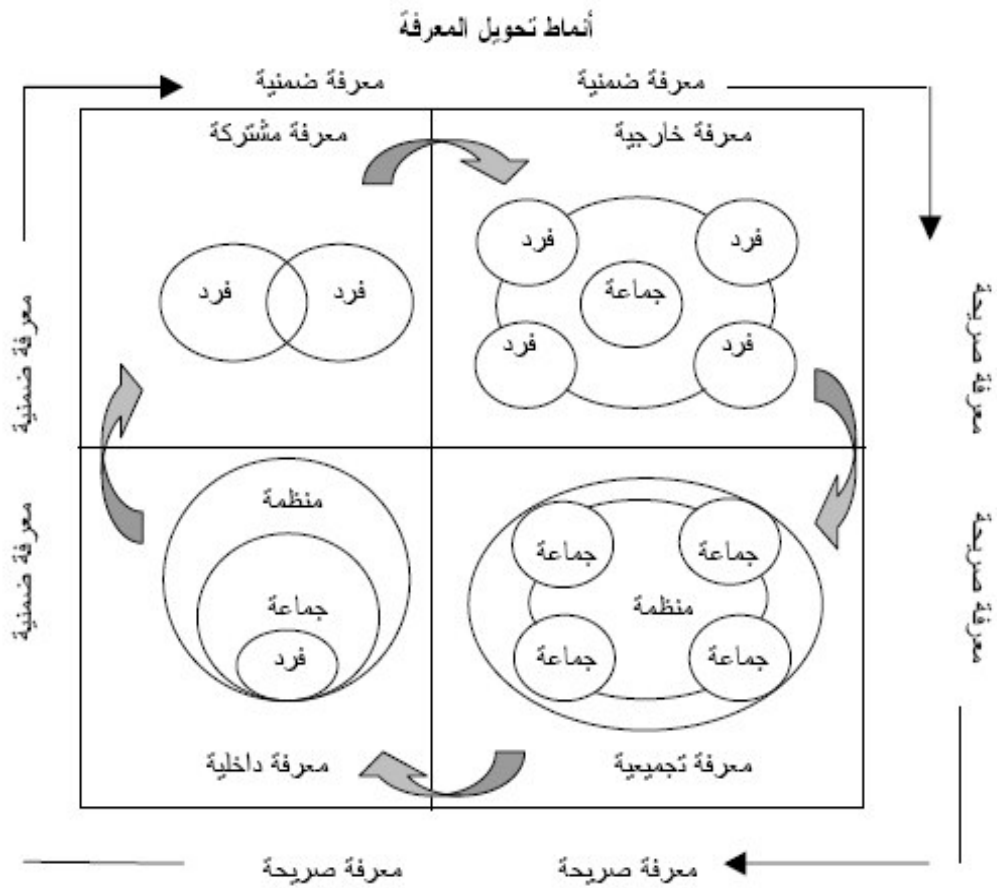 أنماط تحويل المعرفة
معرفة ضمنية
معرفة ضمنية
معرفة خارجية
معرفة مشتركة
فرد
فرد
جماعة
فرد
فرد
فرد
فرد
معرفة صريحة
معرفة ضمنية
معرفة صريحة
معرفة ضمنية
جماعة
جماعة
منظمة
جماعة
جماعة
منظمة
جماعة
فرد
معرفة تجميعية
معرفة داخلية
معرفة صريحة
معرفة صريحة